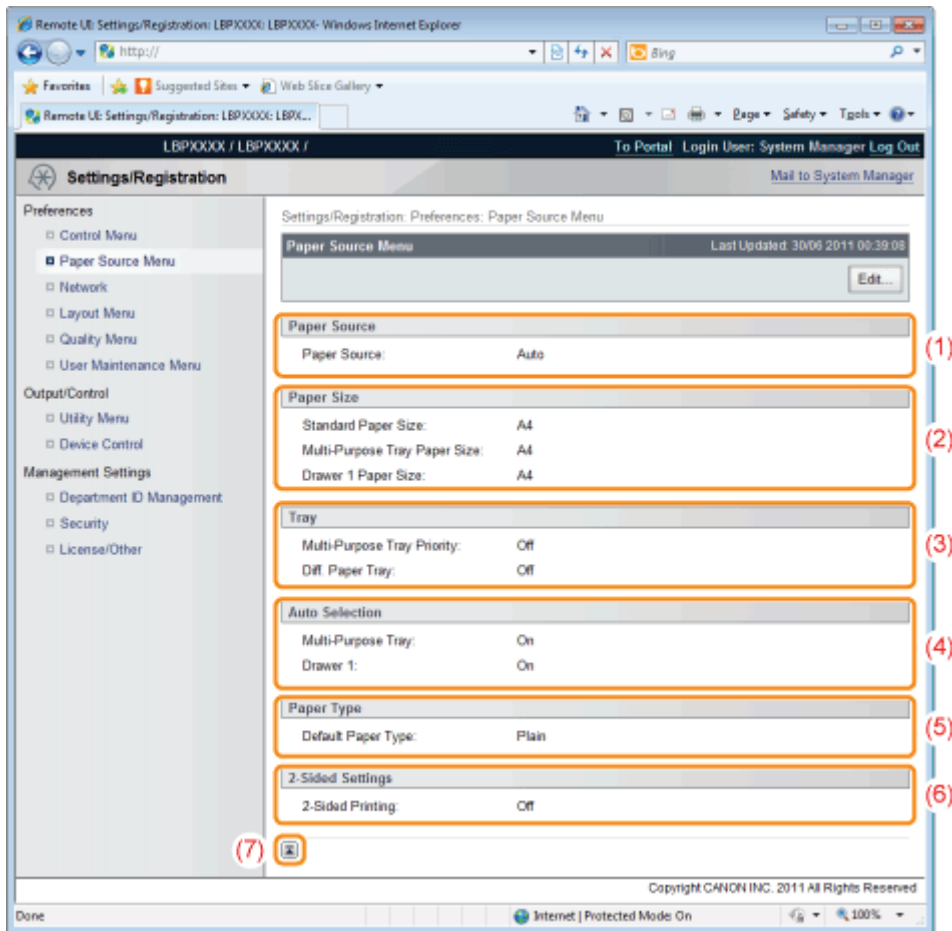 Remote UI: Settings/Registration: LBPXXXX: LBPXXXX- Windows Internet Explorer
http://
Bing
Favorites Suggested Sites Web Slice Gallery
Remote UI: Settings/Registration: LBPXXXX: LBPX...
Page Safety Tools
LBPXXXX / LBPXXXX /
To Portal Login User: System Manager Log Out
Settings/Registration
Mail to System Manager
Preferences
Control Menu
Paper Source Menu
Network
Layout Menu
Quality Menu
User Maintenance Menu
Output/Control
Utility Menu
Device Control
Management Settings
Department ID Management
Security
License/Other
Settings/Registration: Preferences: Paper Source Menu
Paper Source Menu
Last Updated: 30/06 2011 00:39:08
Edit...
Paper Source
Paper Source: Auto
(1)
Paper Size
Standard Paper Size: A4
Multi-Purpose Tray Paper Size: A4
Drawer 1 Paper Size: A4
(2)
Tray
Multi-Purpose Tray Priority: Off
Diff. Paper Tray: Off
(3)
Auto Selection
Multi-Purpose Tray: On
Drawer 1: On
(4)
Paper Type
Default Paper Type: Plain
(5)
2-Sided Settings
2-Sided Printing: Off
(6)
(7)
Copyright CANON INC. 2011 All Rights Reserved
Done
Internet | Protected Mode: On
100%